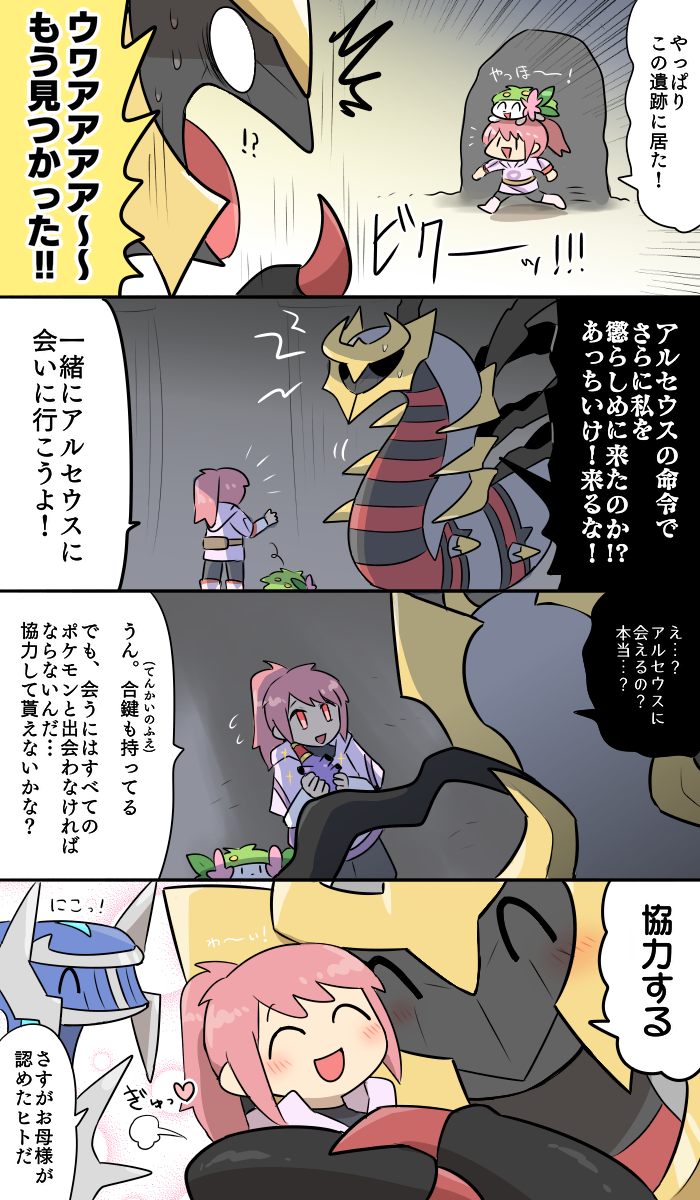 やっぱり
この遺跡に居た！
やっほ〜〜！
ビクーーッ!!!
!?
ウワアアアア〜〜
もう見つかった!!
アルセウスの命令で
さらに私を
懲らしめに来たのか!?
あっちいけ！来るな！
一緒にアルセウスに
会いに行こうよ！
え…？
アルセウスに
会えるの？
本当…？
うん。合鍵も持ってる
(てんかいのふえ)
でも、会うにはすべての
ポケモンと出会わなければ
ならないんだ…
協力して貰えないかな？
協力する
わ〜い！
ぎゅっ
にこっ！
さすがお母様が
認めたヒトだ